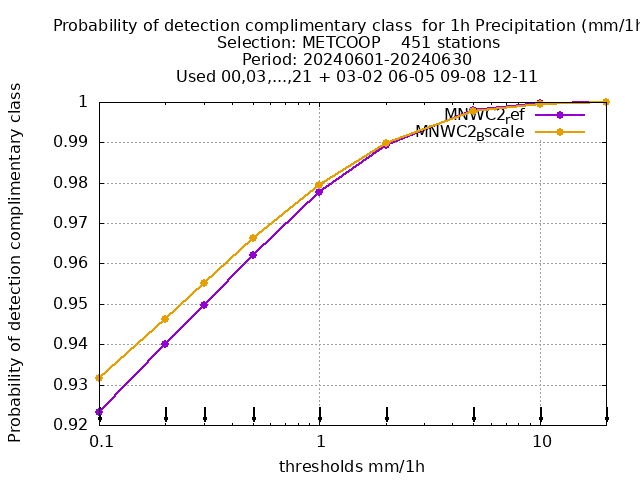 Probability of detection complimentary class  for 1h Precipitation (mm/1h
Selection: METCOOP    451 stations
Period: 20240601-20240630
Used 00,03,...,21 + 03-02 06-05 09-08 12-11
Probability of detection complimentary class
1
0.99
0.98
0.97
0.96
0.95
0.94
0.93
0.92
MNWC2ref
MNWC2Bscale
0.1
1
10
thresholds mm/1h